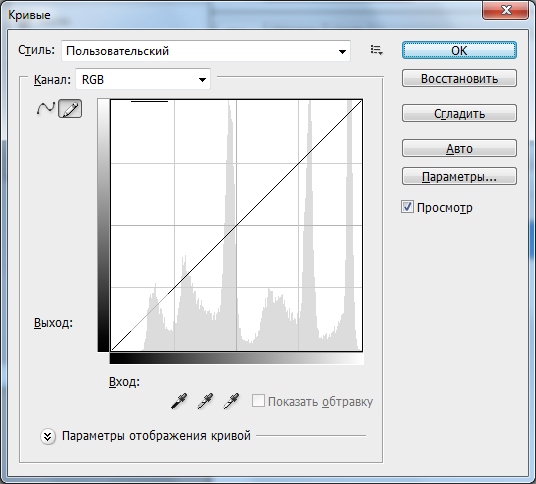 Кривые
Стиль: Пользовательский
OK
Канал: RGB
Восстановить
Сгладить
Авто
Параметры...
Просмотр
Выход:
Вход:
Показать обтравку
Параметры отображения кривой